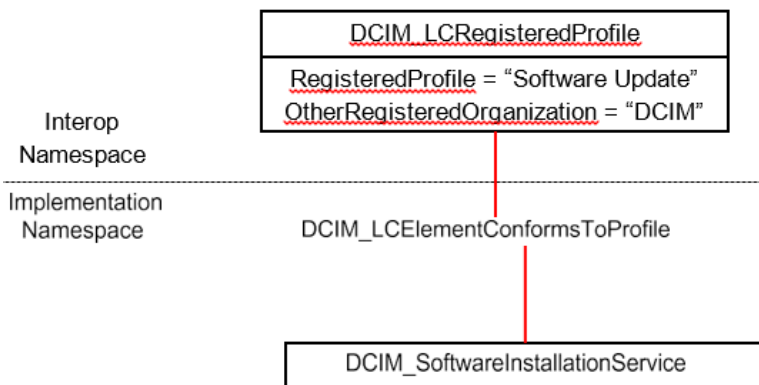 DCIM_LCRegisteredProfile
RegisteredProfile = “Software Update”
OtherRegisteredOrganization = “DCIM”
Interop
Namespace
Implementation
Namespace
DCIM_LCElementConformsToProfile
DCIM_SoftwareInstallationService